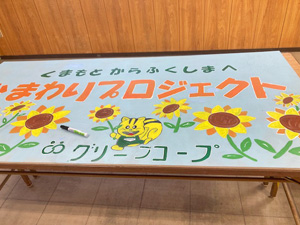 くまもとからふくしまへ
ひまわりプロジェクト
グリーンコープ